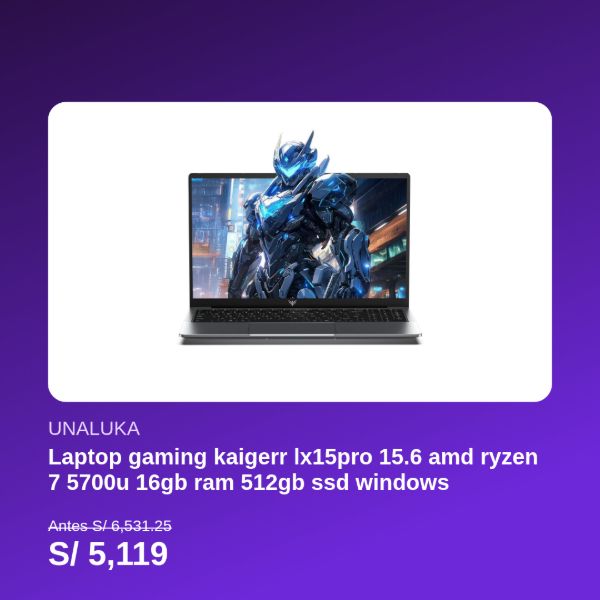 UNALUKA
Laptop gaming kaigerr lx15pro 15.6 amd ryzen
7 5700u 16gb ram 512gb ssd windows
Antes S/ 6,531.25
S/ 5,119